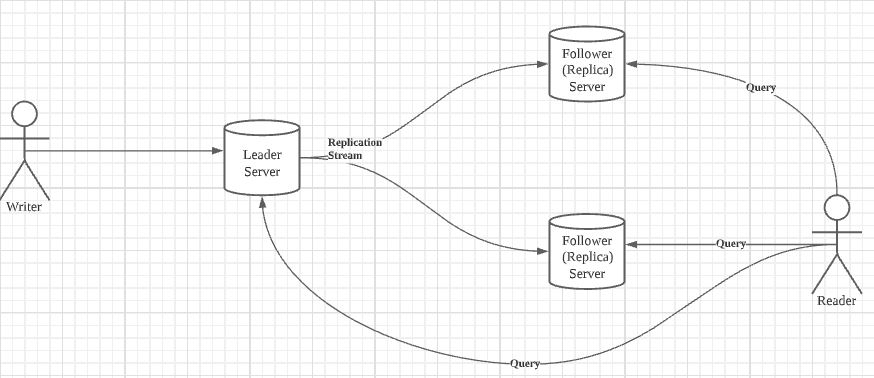 Follower
(Replica)
Server
Query
Replication
Stream
Leader
Server
Writer
Follower
(Replica)
Server
Query
Reader
Query